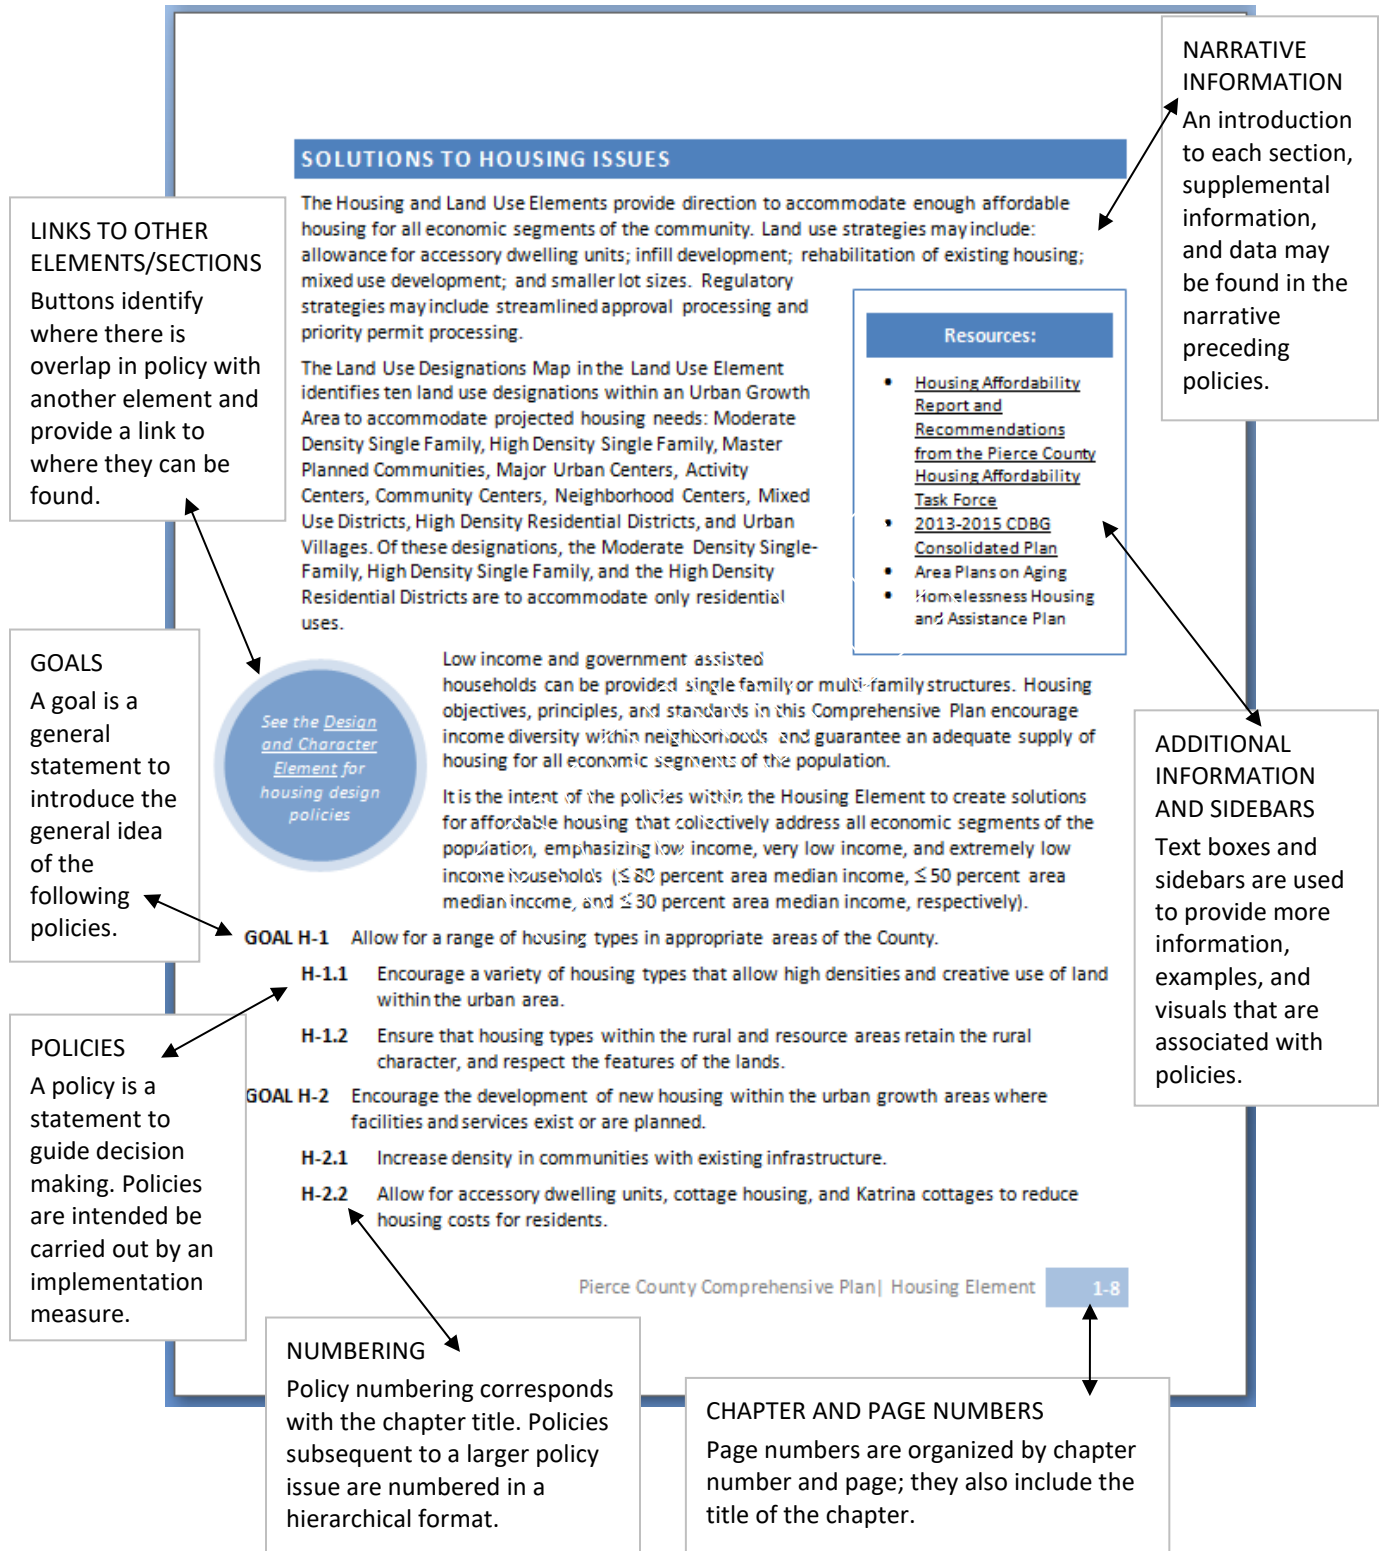 NARRATIVE
INFORMATION
An introduction
to each section,
supplemental
information,
and data may
be found in the
narrative
preceding
policies.
SOLUTIONS TO HOUSING ISSUES
The Housing and Land Use Elements provide direction to accommodate enough affordable
housing for all economic segments of the community. Land use strategies may include:
allowance for accessory dwelling units; infill development; rehabilitation of existing housing;
mixed use development; and smaller lot sizes. Regulatory
strategies may include streamlined approval processing and
priority permit processing.
The Land Use Designations Map in the Land Use Element
identifies ten land use designations within an Urban Growth
Area to accommodate projected housing needs: Moderate
Density Single Family, High Density Single Family, Master
Planned Communities, Major Urban Centers, Activity
Centers, Community Centers, Neighborhood Centers, Mixed
Use Districts, High Density Residential Districts, and Urban
Villages. Of these designations, the Moderate Density Single-
Family, High Density Single Family, and the High Density
Residential Districts are to accommodate only residential
uses.
Resources:
• Housing Affordability
Report and
Recommendations
from the Pierce County
Housing Affordability
Task Force
• 2013-2015 CDBG
Consolidated Plan
• Area Plans on Aging
• Homelessness Housing
and Assistance Plan
LINKS TO OTHER
ELEMENTS/SECTIONS
Buttons identify
where there is
overlap in policy with
another element and
provide a link to
where they can be
found.
Low income and government assisted
households can be provided single family or multi-family structures. Housing
objectives, principles, and standards in this Comprehensive Plan encourage
income diversity within neighborhoods and guarantee an adequate supply of
housing for all economic segments of the population.
It is the intent of the policies within the Housing Element to create solutions
for affordable housing that collectively address all economic segments of the
population, emphasizing low income, very low income, and extremely low
income households (≤ 80 percent area median income, ≤ 50 percent area
median income, and ≤ 30 percent area median income, respectively).
See the Design
and Character
Element for
housing design
policies
GOALS
A goal is a
general
statement to
introduce the
general idea
of the
following
policies.
ADDITIONAL
INFORMATION
AND SIDEBARS
Text boxes and
sidebars are used
to provide more
information,
examples, and
visuals that are
associated with
policies.
GOAL H-1 Allow for a range of housing types in appropriate areas of the County.
H-1.1 Encourage a variety of housing types that allow high densities and creative use of land
within the urban area.
H-1.2 Ensure that housing types within the rural and resource areas retain the rural
character, and respect the features of the lands.
GOAL H-2 Encourage the development of new housing within the urban growth areas where
facilities and services exist or are planned.
H-2.1 Increase density in communities with existing infrastructure.
H-2.2 Allow for accessory dwelling units, cottage housing, and Katrina cottages to reduce
housing costs for residents.
POLICIES
A policy is a
statement to
guide decision
making. Policies
are intended be
carried out by an
implementation
measure.
Pierce County Comprehensive Plan| Housing Element 1-8
NUMBERING
Policy numbering corresponds
with the chapter title. Policies
subsequent to a larger policy
issue are numbered in a
hierarchical format.
CHAPTER AND PAGE NUMBERS
Page numbers are organized by chapter
number and page; they also include the
title of the chapter.